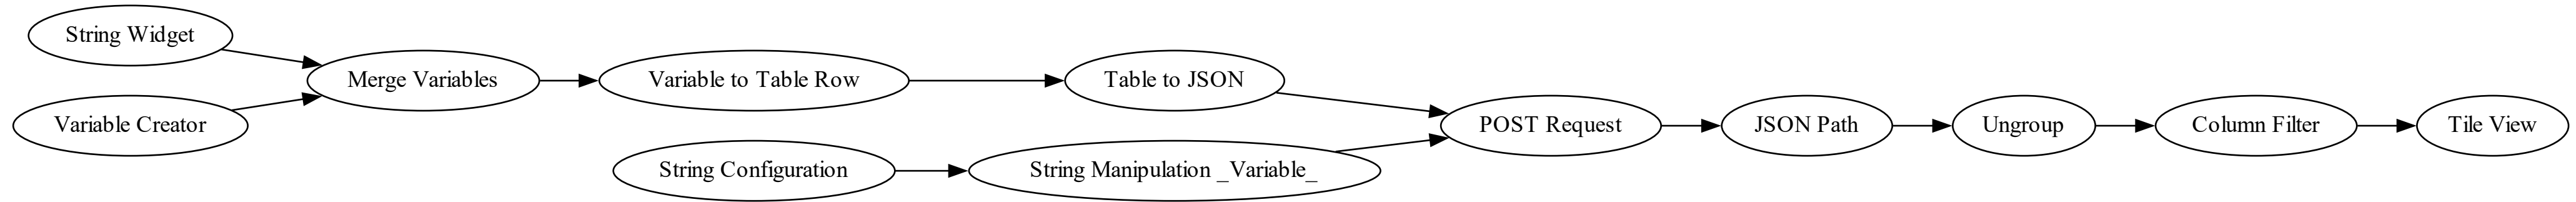 String Widget
Variable Creator
Merge Variables
Variable to Table Row
Table to JSON
String Configuration
String Manipulation _Variable_
POST Request
JSON Path
Ungroup
Column Filter
Tile View